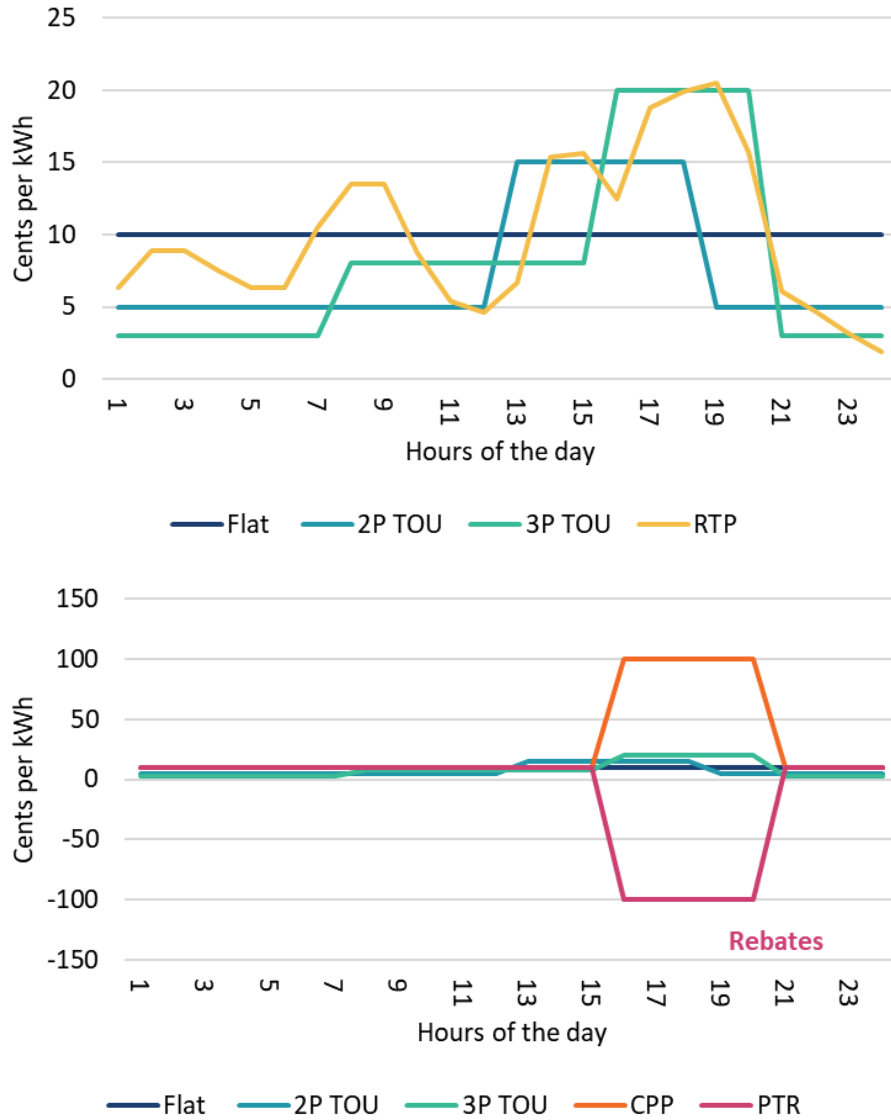 25
20
15
10
5
0
Cents per kWh
1 3 5 7 9 11 13 15 17 19 21 23
Hours of the day
Flat 2P TOU 3P TOU RTP
150
100
50
0
-50
-100
-150
Cents per kWh
Rebates
1 3 5 7 9 11 13 15 17 19 21 23
Hours of the day
Flat 2P TOU 3P TOU CPP PTR